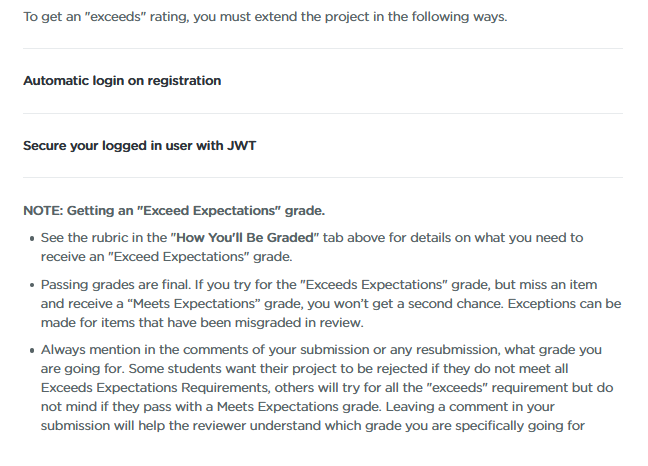 To get an "exceeds" rating, you must extend the project in the following ways.
Automatic login on registration
Secure your logged in user with JWT
NOTE: Getting an "Exceed Expectations" grade.
• See the rubric in the "How You'll Be Graded" tab above for details on what you need to
receive an "Exceed Expectations" grade.
• Passing grades are final. If you try for the "Exceeds Expectations" grade, but miss an item
and receive a “Meets Expectations” grade, you won’t get a second chance. Exceptions can be
made for items that have been misgraded in review.
• Always mention in the comments of your submission or any resubmission, what grade you
are going for. Some students want their project to be rejected if they do not meet all
Exceeds Expectations Requirements, others will try for all the "exceeds" requirement but do
not mind if they pass with a Meets Expectations grade. Leaving a comment in your
submission will help the reviewer understand which grade you are specifically going for